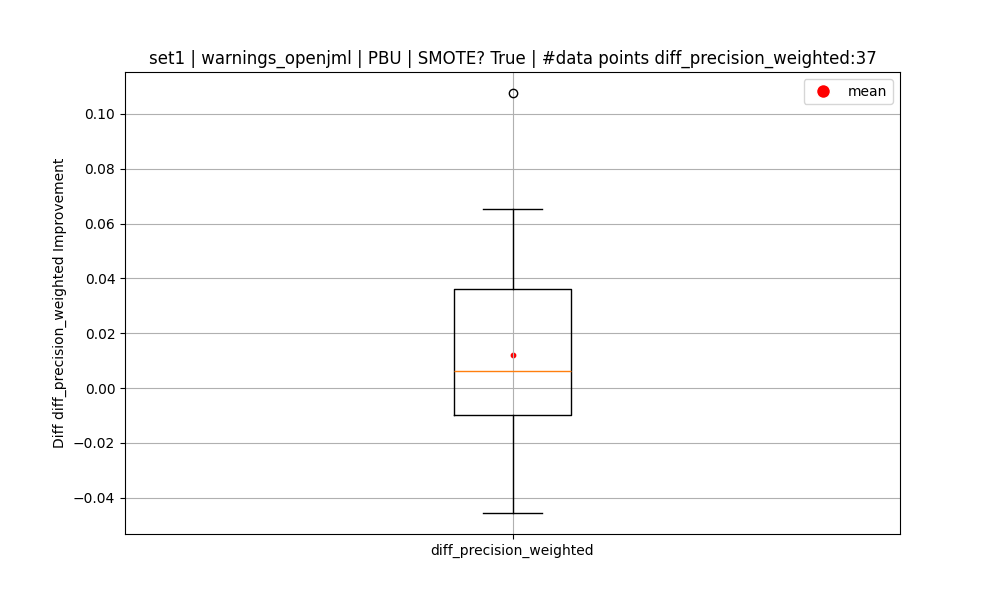 set1 | warnings_openjml | PBU | SMOTE? True | #data points diff_precision_weighted:37
mean
Diff diff_precision_weighted Improvement
0.10
0.08
0.06
0.04
0.02
0.00
−0.02
−0.04
diff_precision_weighted